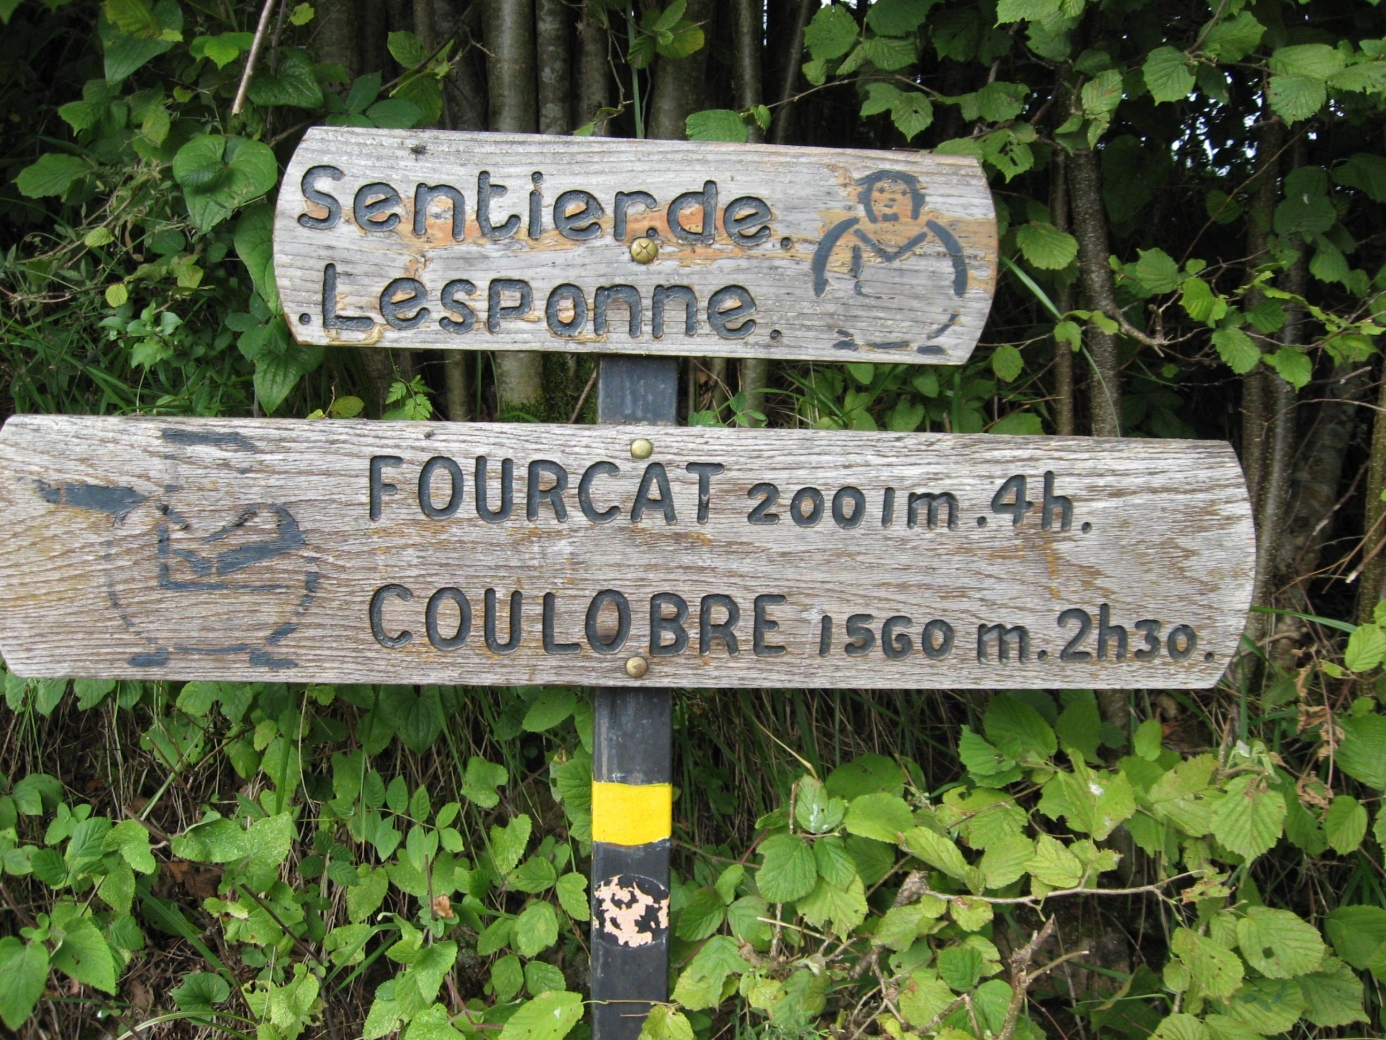 Sentier.de.
.Lesponne.
FOURCAT 2001m.4h.
COULOBRE 1560 m.2h30.